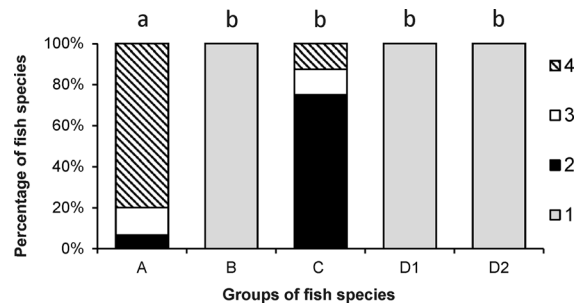 a b b b b
100%
80%
60%
40%
20%
0%
Percentage of fish species
A B C D1 D2
Groups of fish species
4
3
2
1